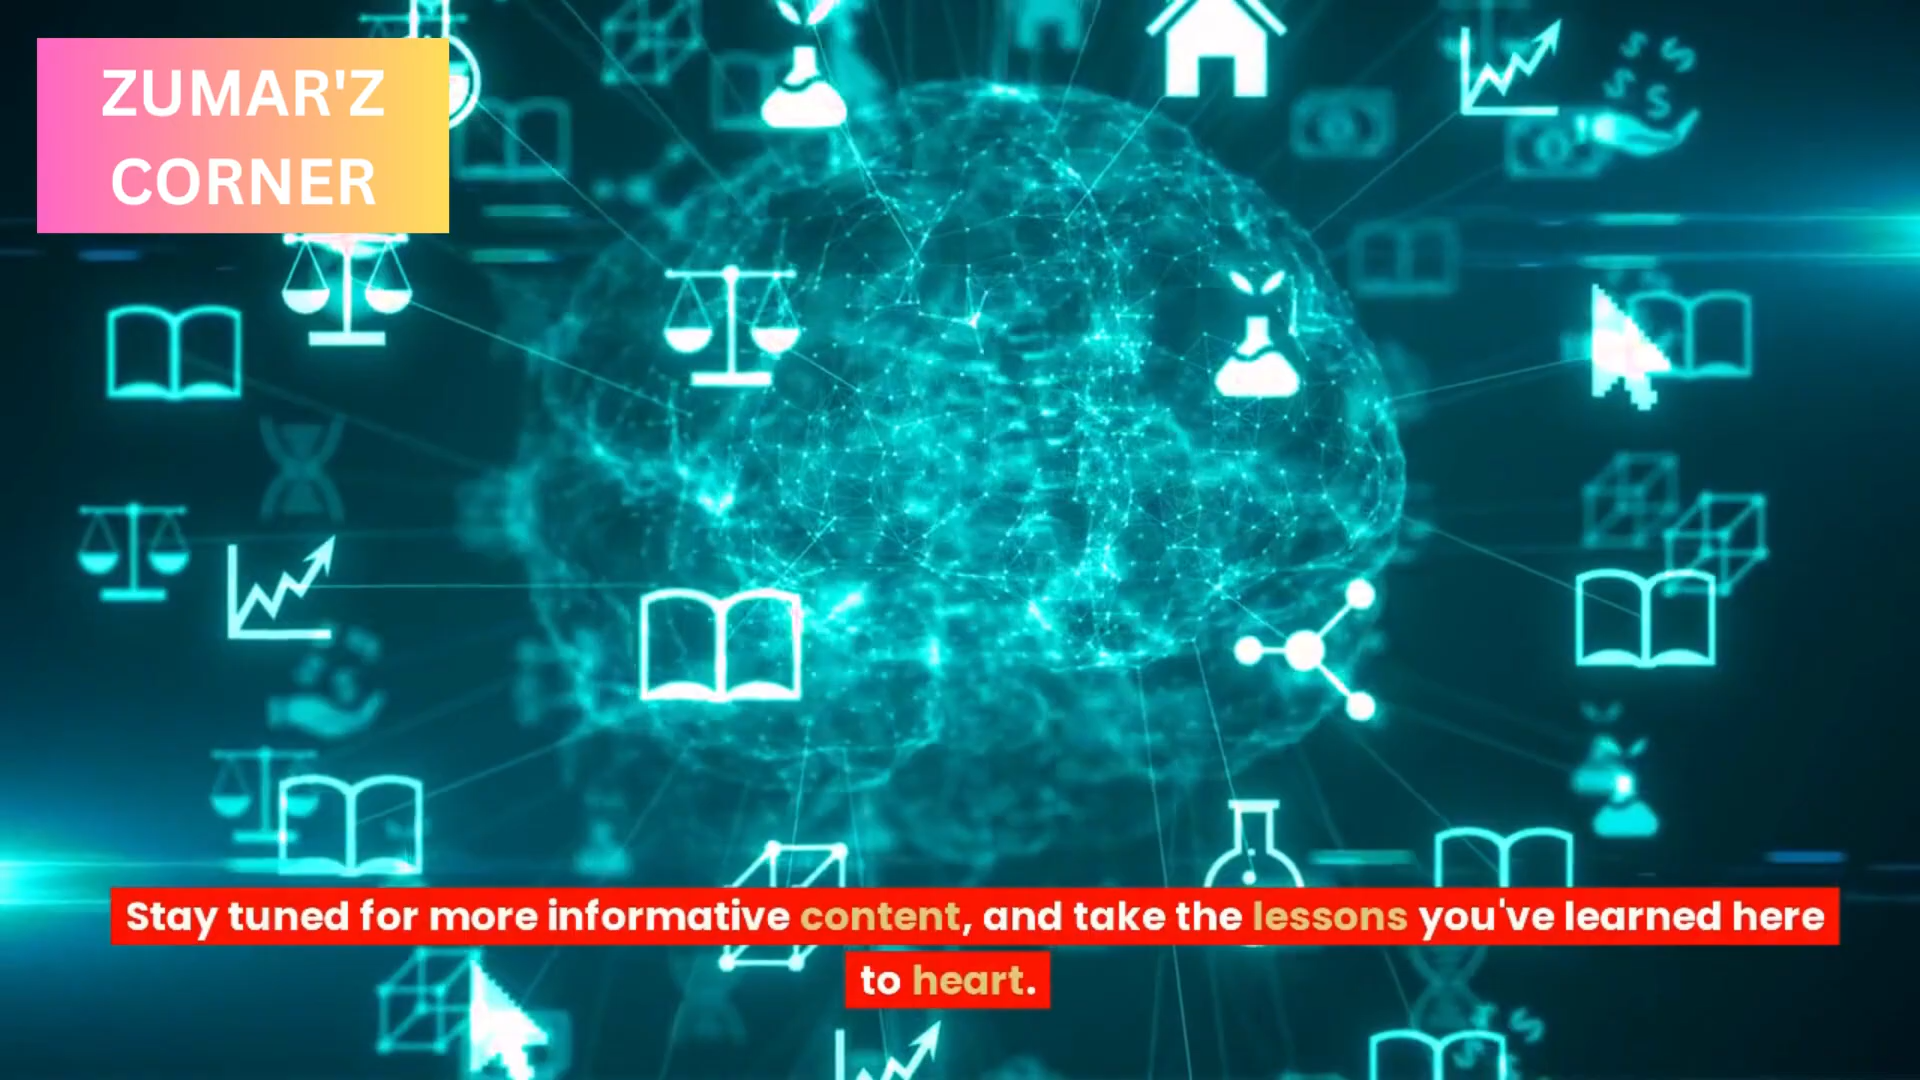 ZUMAR'Z
CORNER
Stay tuned for more informative content, and take the lessons you've learned here
to heart.